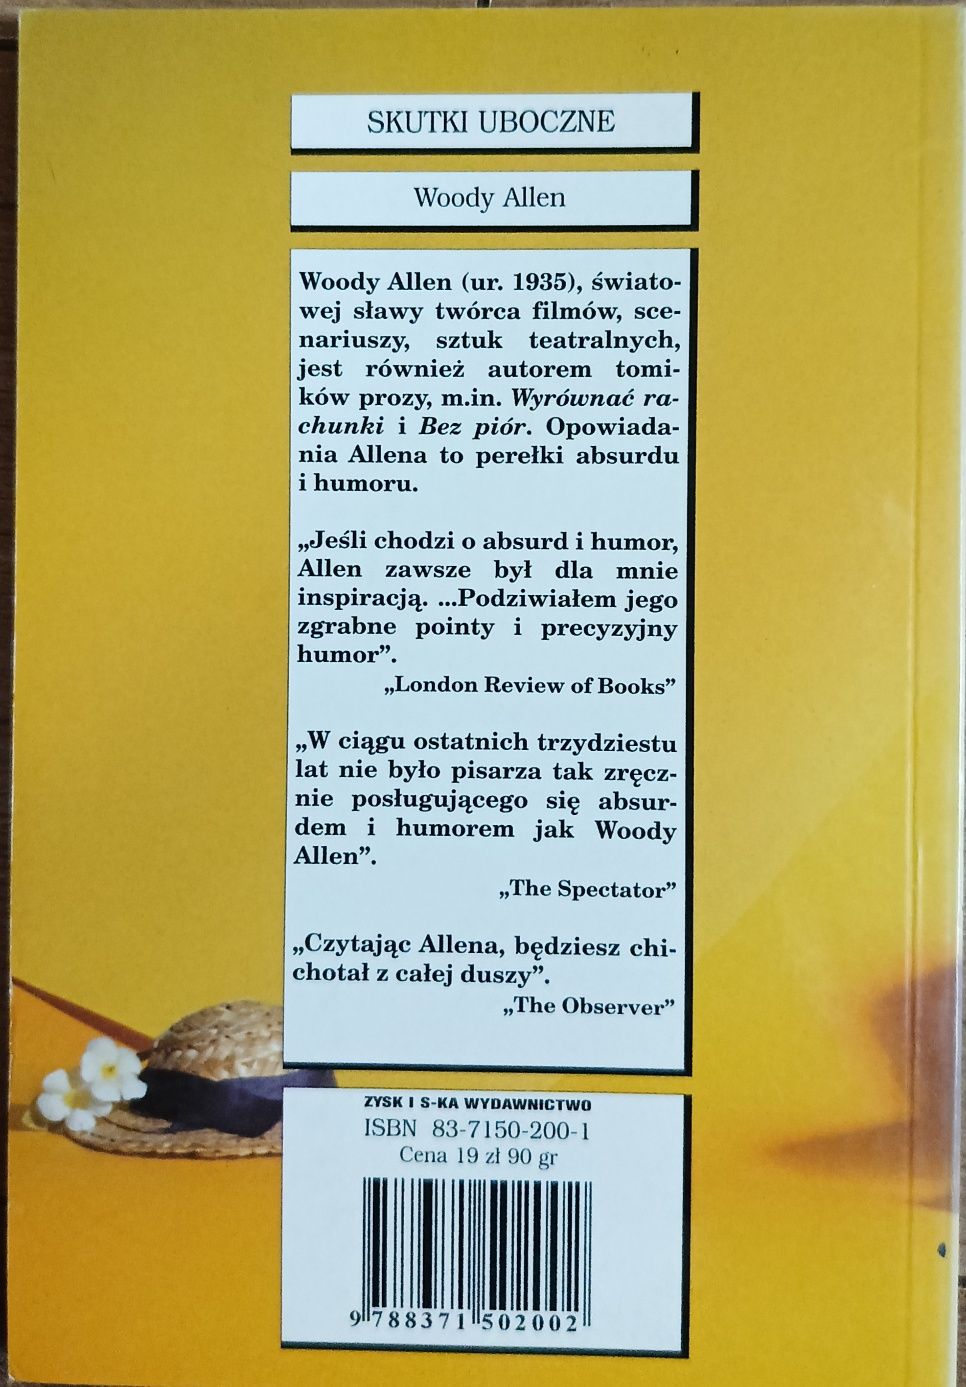 SKUTKI UBOCZNE
Woody Allen
Woody Allen (ur. 1935), świato-
wej sławy twórca filmów, sce-
nariuszy, sztuk teatralnych,
jest również autorem tomi-
ków prozy, m.in. Wyrównać ra-
chunki i Bez piór. Opowiada-
nia Allena to perełki absurdu
i humoru.
„Jeśli chodzi o absurd i humor,
Allen zawsze był dla mnie
inspiracją. ...Podziwiałem jego
zgrabne pointy i precyzyjny
humor”.
„London Review of Books”
„W ciągu ostatnich trzydziestu
lat nie było pisarza tak zręcz-
nie posługującego się absur-
dem i humorem jak Woody
Allen”.
„The Spectator”
„Czytając Allena, będziesz chi-
chotał z całej duszy”.
„The Observer”
ZYSK I S-KA WYDAWNICTWO
ISBN 83-7150-200-1
Cena 19 zł 90 gr
9 788371 502002